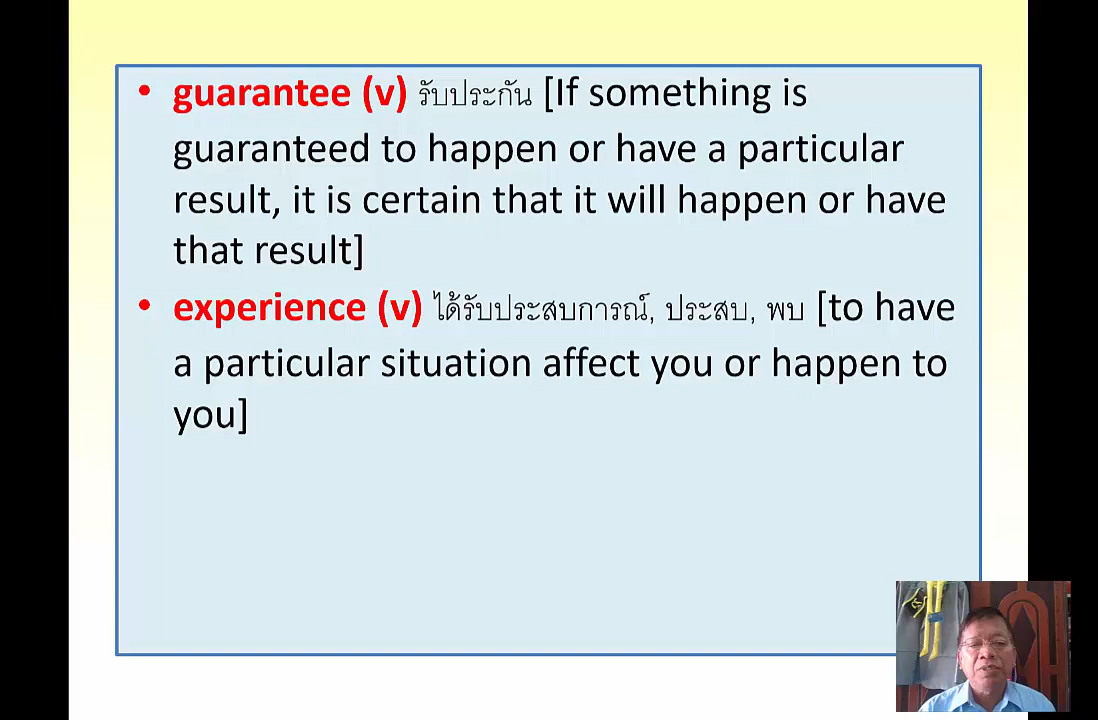 • guarantee (v) รับประกัน [If something is
guaranteed to happen or have a particular
result, it is certain that it will happen or have
that result]
• experience (v) ได้รับประสบการณ์, ประสบ, พบ [to have
a particular situation affect you or happen to
you]